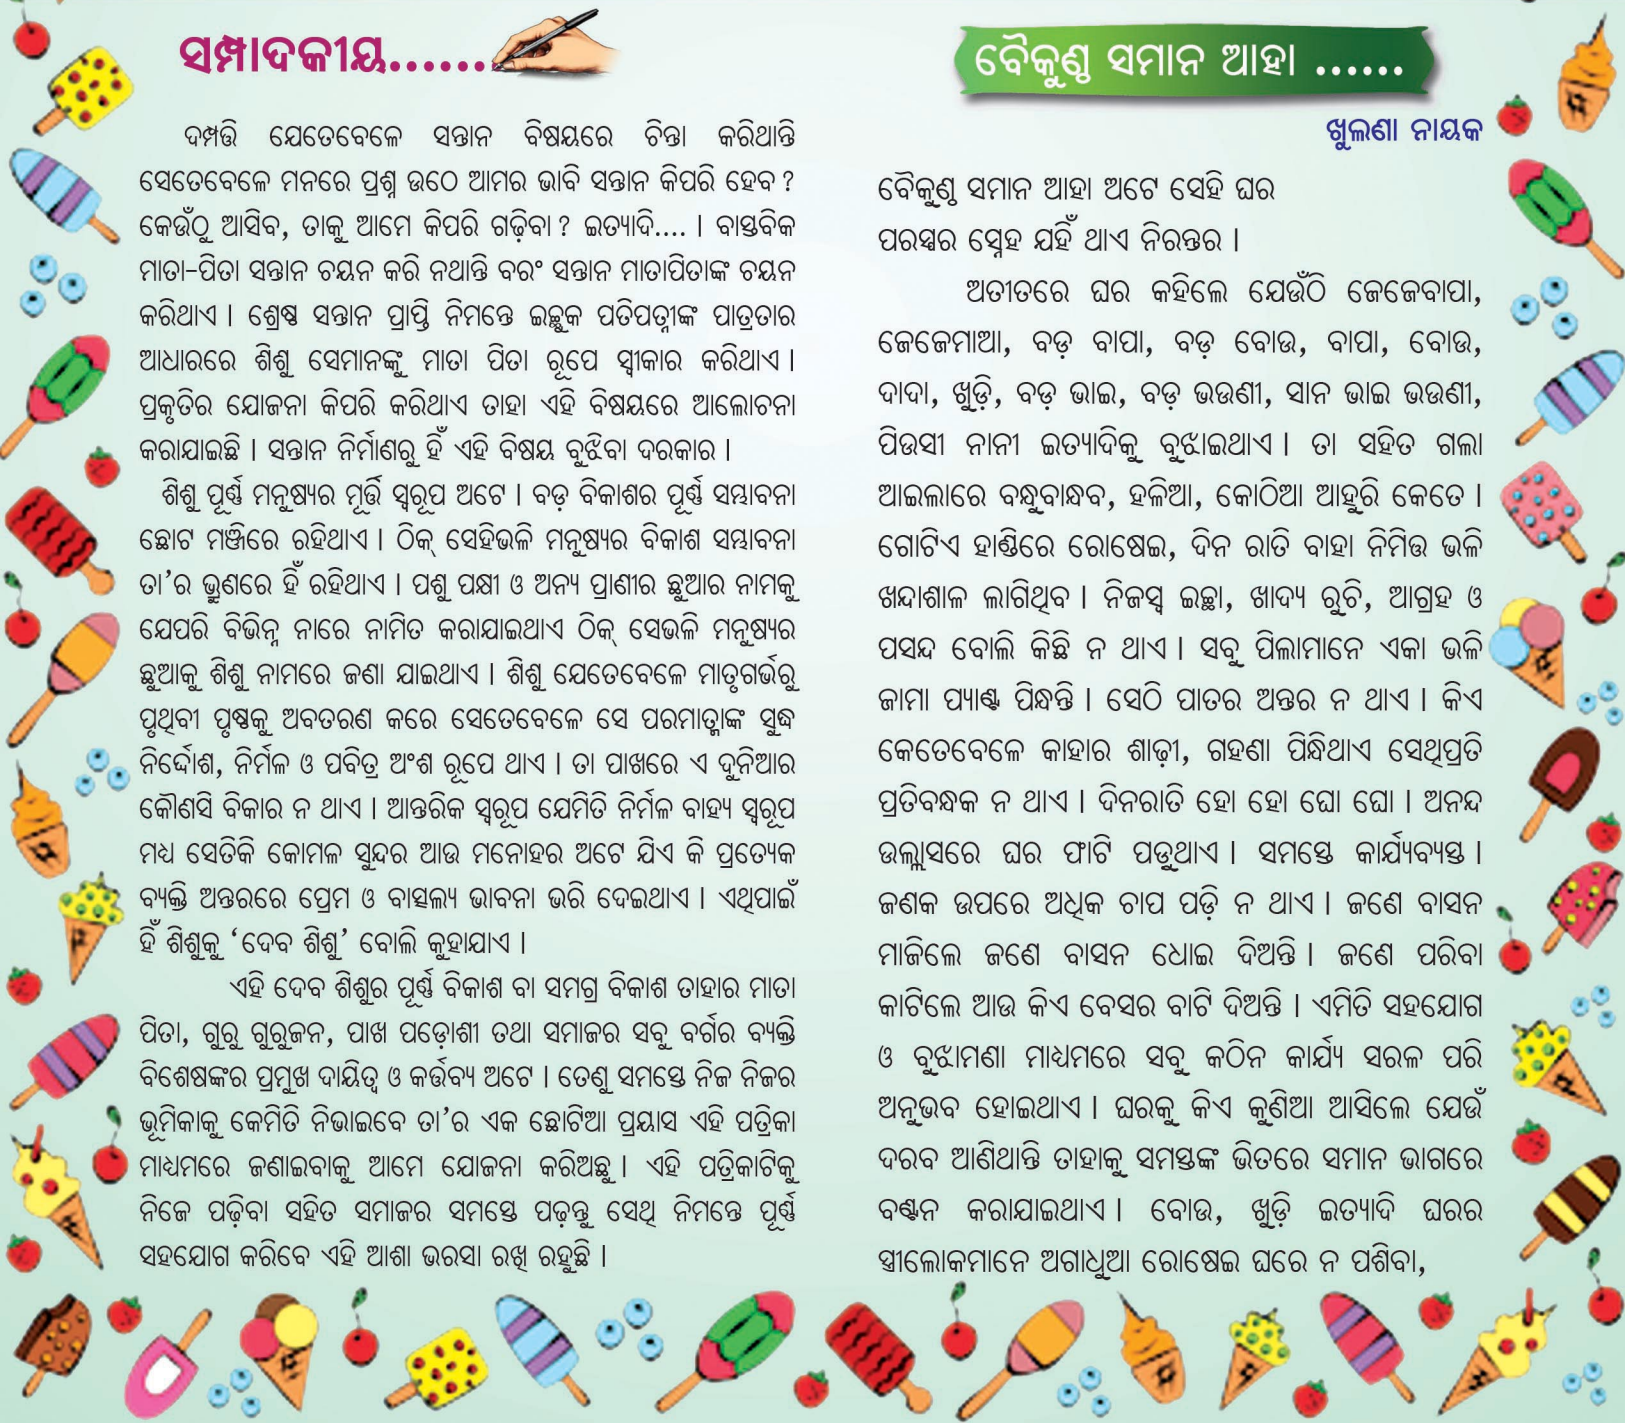 ସମ୍ପାଦକୀୟ......
ଦମ୍ପତ୍ତି ଯେତେବେଳେ ସନ୍ତାନ ବିଷୟରେ ଚିନ୍ତା କରିଥାନ୍ତି
ସେତେବେଳେ ମନରେ ପ୍ରଶ୍ନ ଉଠେ ଆମର ଭାବି ସନ୍ତାନ କିପରି ହେବ ?
କେଉଁଠୁ ଆସିବ, ତାକୁ ଆମେ କିପରି ଗଢ଼ିବା ? ଇତ୍ୟାଦି.... । ବାସ୍ତବିକ
ମାତା-ପିତା ସନ୍ତାନ ଚୟନ କରି ନଥାନ୍ତି ବରଂ ସନ୍ତାନ ମାତାପିତାଙ୍କ ଚୟନ
କରିଥାଏ । ଶ୍ରେଷ୍ଠ ସନ୍ତାନ ପ୍ରାପ୍ତି ନିମନ୍ତେ ଇଚ୍ଛୁକ ପତିପତ୍ନୀଙ୍କ ପାତ୍ରତାର
ଆଧାରରେ ଶିଶୁ ସେମାନଙ୍କୁ ମାତା ପିତା ରୂପେ ସ୍ୱୀକାର କରିଥାଏ ।
ପ୍ରକୃତିର ଯୋଜନା କିପରି କରିଥାଏ ତାହା ଏହି ବିଷୟରେ ଆଲୋଚନା
କରାଯାଇଛି । ସନ୍ତାନ ନିର୍ମାଣରୁ ହିଁ ଏହି ବିଷୟ ବୁଝିବା ଦରକାର ।
ଶିଶୁ ପୂର୍ଣ୍ଣ ମନୁଷ୍ୟର ମୂର୍ତ୍ତି ସ୍ୱରୂପ ଅଟେ । ବଡ଼ ବିକାଶର ପୂର୍ଣ୍ଣ ସମ୍ଭାବନା
ଛୋଟ ମଞ୍ଜିରେ ରହିଥାଏ । ଠିକ୍ ସେହିଭଳି ମନୁଷ୍ୟର ବିକାଶ ସମ୍ଭାବନା
ତା’ର ଭ୍ରୁଣରେ ହିଁ ରହିଥାଏ । ପଶୁ ପକ୍ଷୀ ଓ ଅନ୍ୟ ପ୍ରାଣୀର ଛୁଆର ନାମକୁ
ଯେପରି ବିଭିନ୍ନ ନାରେ ନାମିତ କରାଯାଇଥାଏ ଠିକ୍ ସେଭଳି ମନୁଷ୍ୟର
ଛୁଆକୁ ଶିଶୁ ନାମରେ ଜଣା ଯାଇଥାଏ । ଶିଶୁ ଯେତେବେଳେ ମାତୃଗର୍ଭରୁ
ପୃଥିବୀ ପୃଷ୍ଠକୁ ଅବତରଣ କରେ ସେତେବେଳେ ସେ ପରମାତ୍ମାଙ୍କ ସୁଦ୍ଧ
ନିର୍ଦ୍ଦୋଶ, ନିର୍ମଳ ଓ ପବିତ୍ର ଅଂଶ ରୂପେ ଥାଏ । ତା ପାଖରେ ଏ ଦୁନିଆର
କୌଣସି ବିକାର ନ ଥାଏ । ଆନ୍ତରିକ ସ୍ୱରୂପ ଯେମିତି ନିର୍ମଳ ବାହ୍ୟ ସ୍ୱରୂପ
ମଧ୍ୟ ସେତିକି କୋମଳ ସୁନ୍ଦର ଆଉ ମନୋହର ଅଟେ ଯିଏ କି ପ୍ରତ୍ୟେକ
ବ୍ୟକ୍ତି ଅନ୍ତରରେ ପ୍ରେମ ଓ ବାତ୍ସଲ୍ୟ ଭାବନା ଭରି ଦେଇଥାଏ । ଏଥିପାଇଁ
ହିଁ ଶିଶୁକୁ ‘ଦେବ ଶିଶୁ’ ବୋଲି କୁହାଯାଏ ।
ଏହି ଦେବ ଶିଶୁର ପୂର୍ଣ୍ଣ ବିକାଶ ବା ସମଗ୍ର ବିକାଶ ତାହାର ମାତା
ପିତା, ଗୁରୁ ଗୁରୁଜନ, ପାଖ ପଡ଼ୋଶୀ ତଥା ସମାଜର ସବୁ ବର୍ଗର ବ୍ୟକ୍ତି
ବିଶେଷଙ୍କର ପ୍ରମୁଖ ଦାୟିତ୍ୱ ଓ କର୍ତ୍ତବ୍ୟ ଅଟେ । ତେଣୁ ସମସ୍ତେ ନିଜ ନିଜର
ଭୂମିକାକୁ କେମିତି ନିଭାଇବେ ତା’ର ଏକ ଛୋଟିଆ ପ୍ରୟାସ ଏହି ପତ୍ରିକା
ମାଧ୍ୟମରେ ଜଣାଇବାକୁ ଆମେ ଯୋଜନା କରିଅଛୁ । ଏହି ପତ୍ରିକାଟିକୁ
ନିଜେ ପଢ଼ିବା ସହିତ ସମାଜର ସମସ୍ତେ ପଢ଼ନ୍ତୁ ସେଥି ନିମନ୍ତେ ପୂର୍ଣ୍ଣ
ସହଯୋଗ କରିବେ ଏହି ଆଶା ଭରସା ରଖି ରହୁଛି ।
ବୈକୁଣ୍ଠ ସମାନ ଆହା ......
ଖୁଲଣା ନାୟକ
ବୈକୁଣ୍ଠ ସମାନ ଆହା ଅଟେ ସେହି ଘର
ପରସ୍ପର ସ୍ନେହ ଯହିଁ ଥାଏ ନିରନ୍ତର ।
ଅତୀତରେ ଘର କହିଲେ ଯେଉଁଠି ଜେଜେବାପା,
ଜେଜେମାଆ, ବଡ଼ ବାପା, ବଡ଼ ବୋଉ, ବାପା, ବୋଉ,
ଦାଦା, ଖୁଡ଼ି, ବଡ଼ ଭାଇ, ବଡ଼ ଭଉଣୀ, ସାନ ଭାଇ ଭଉଣୀ,
ପିଉସୀ ନାନୀ ଇତ୍ୟାଦିକୁ ବୁଝାଇଥାଏ । ତା ସହିତ ଗଲା
ଆଇଲାରେ ବନ୍ଧୁବାନ୍ଧବ, ହଳିଆ, କୋଠିଆ ଆହୁରି କେତେ ।
ଗୋଟିଏ ହାଣ୍ଡିରେ ରୋଷେଇ, ଦିନ ରାତି ବାହା ନିମିତ୍ତ ଭଳି
ଖନ୍ଦାଶାଳ ଲାଗିଥିବ । ନିଜସ୍ୱ ଇଚ୍ଛା, ଖାଦ୍ୟ ରୁଚି, ଆଗ୍ରହ ଓ
ପସନ୍ଦ ବୋଲି କିଛି ନ ଥାଏ । ସବୁ ପିଲାମାନେ ଏକା ଭଳି
ଜାମା ପ୍ୟାଣ୍ଟ ପିନ୍ଧନ୍ତି । ସେଠି ପାତର ଅନ୍ତର ନ ଥାଏ । କିଏ
କେତେବେଳେ କାହାର ଶାଢ଼ୀ, ଗହଣା ପିନ୍ଧିଥାଏ ସେଥିପ୍ରତି
ପ୍ରତିବନ୍ଧକ ନ ଥାଏ । ଦିନରାତି ହୋ ହୋ ଘୋ ଘୋ । ଅନନ୍ଦ
ଉଲ୍ଲାସରେ ଘର ଫାଟି ପଡୁଥାଏ । ସମସ୍ତେ କାର୍ଯ୍ୟବ୍ୟସ୍ତ ।
ଜଣକ ଉପରେ ଅଧିକ ଚାପ ପଡ଼ି ନ ଥାଏ । ଜଣେ ବାସନ
ମାଜିଲେ ଜଣେ ବାସନ ଧୋଇ ଦିଅନ୍ତି । ଜଣେ ପରିବା
କାଟିଲେ ଆଉ କିଏ ବେସର ବାଟି ଦିଅନ୍ତି । ଏମିତି ସହଯୋଗ
ଓ ବୁଝାମଣା ମାଧ୍ୟମରେ ସବୁ କଠିନ କାର୍ଯ୍ୟ ସରଳ ପରି
ଅନୁଭବ ହୋଇଥାଏ । ଘରକୁ କିଏ କୁଣିଆ ଆସିଲେ ଯେଉଁ
ଦରବ ଆଣିଥାନ୍ତି ତାହାକୁ ସମସ୍ତଙ୍କ ଭିତରେ ସମାନ ଭାଗରେ
ବଣ୍ଟନ କରାଯାଇଥାଏ । ବୋଉ, ଖୁଡ଼ି ଇତ୍ୟାଦି ଘରର
ସ୍ତ୍ରୀଲୋକମାନେ ଅଗାଧୁଆ ରୋଷେଇ ଘରେ ନ ପଶିବା,